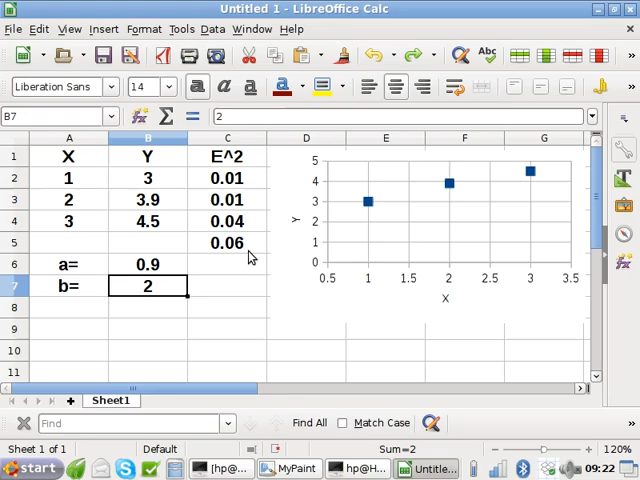 Untitled 1 - LibreOffice Calc
File Edit View Insert Format Tools Data Window Help
Liberation Sans 14 a a a
Abc
B7 2
A B C D E F G
1 X Y E^2
2 1 3 0.01
3 2 3.9 0.01
4 3 4.5 0.04
5 0.06
6 a= 0.9
7 b= 2
8
9
10
11
5
4
3
2
1
0
Y
0.5 1 1.5 2 2.5 3 3.5
X
Sheet1
Find Find All Match Case
Sheet 1 of 1 Default Sum=2 120%
start [hp@... MyPaint hp@H... Untitle... 09:22